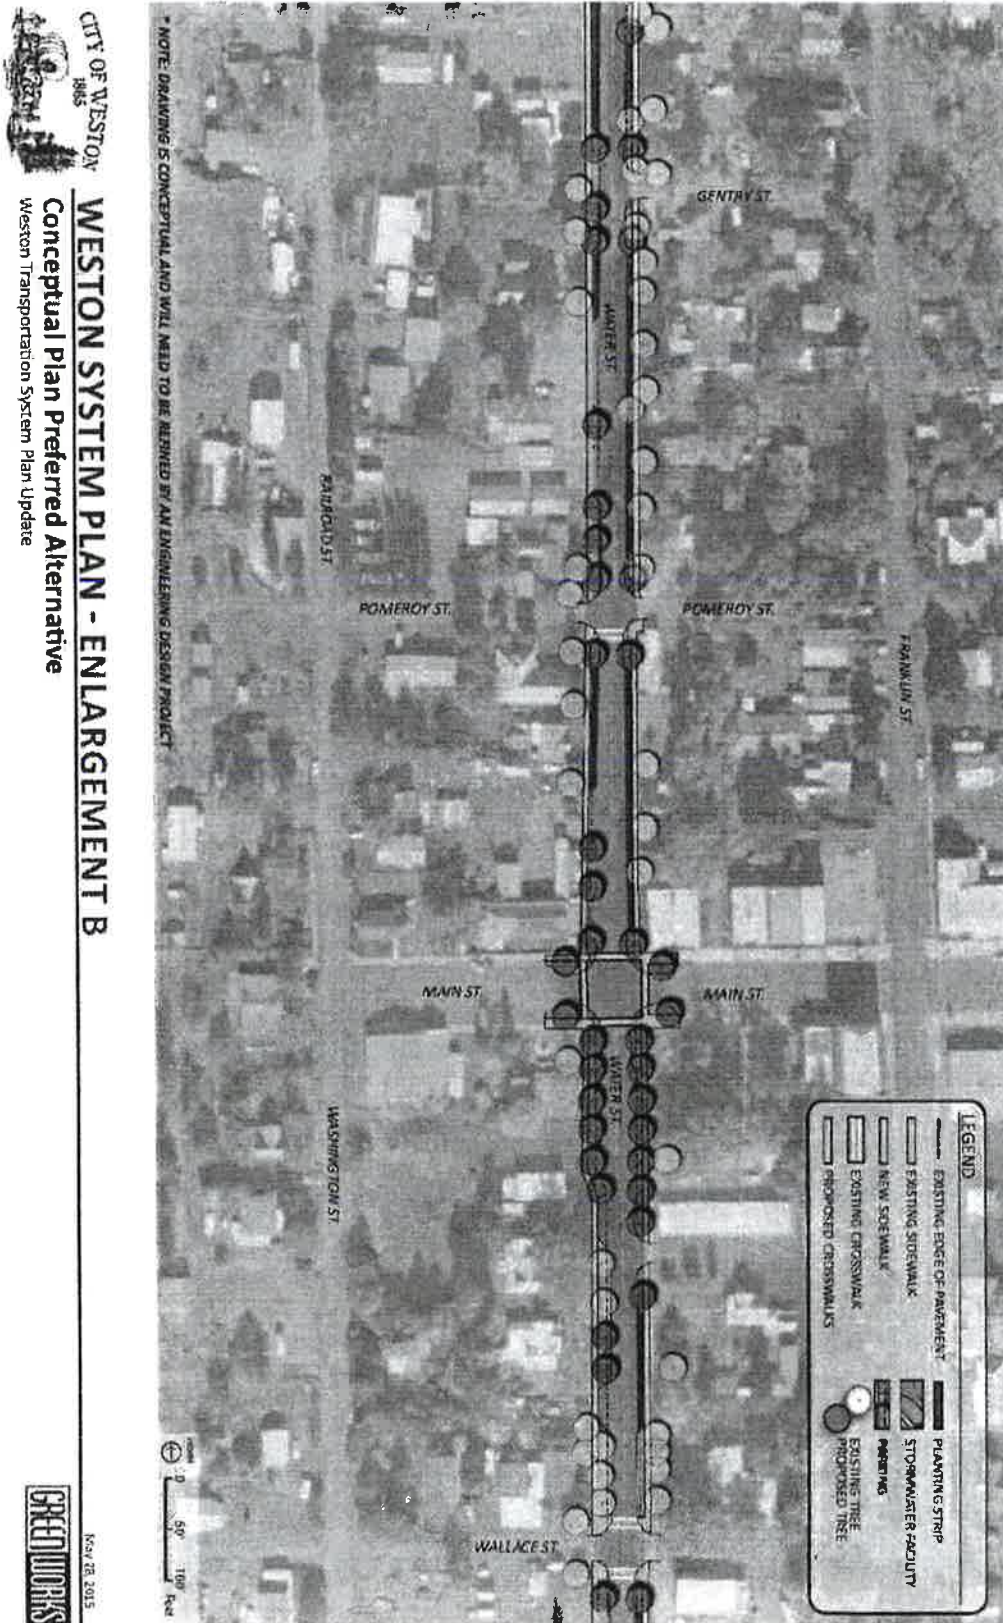 GENTRY ST.
WATER ST.
FRANKLIN ST.
RAILROAD ST.
POMEROY ST.
POMEROY ST.
MAIN ST.
MAIN ST.
WATER ST.
WASHINGTON ST.
WALLACE ST.
LEGEND
EXISTING EDGE OF PAVEMENT
EXISTING SIDEWALK
NEW SIDEWALK
EXISTING CROSSWALK
PROPOSED CROSSWALKS
PLANTING STRIP
STORMWATER FACILITY
PARKING
EXISTING TREE
PROPOSED TREE
0 50' 100' Feet
* NOTE: DRAWING IS CONCEPTUAL AND WILL NEED TO BE REFINED BY AN ENGINEERING DESIGN PROJECT
CITY OF WESTON
1865
WESTON SYSTEM PLAN - ENLARGEMENT B
Conceptual Plan Preferred Alternative
Weston Transportation System Plan Update
May 28, 2015
GREENWORKS